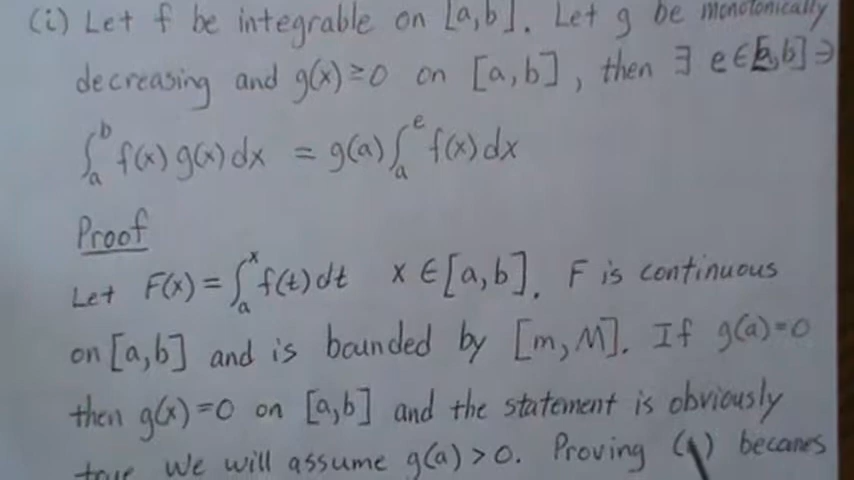 (i) Let f be integrable on [a,b]. Let g be monotonically
decreasing and g(x) ≥ 0 on [a,b], then ∃ e ∈ [a,b] ∋
∫_a^b f(x) g(x) dx = g(a) ∫_a^e f(x) dx
Proof
Let F(x) = ∫_a^x f(t) dt x ∈ [a,b]. F is continuous
on [a,b] and is bounded by [m, M]. If g(a) = 0
then g(x) = 0 on [a,b] and the statement is obviously
true We will assume g(a) > 0. Proving becomes